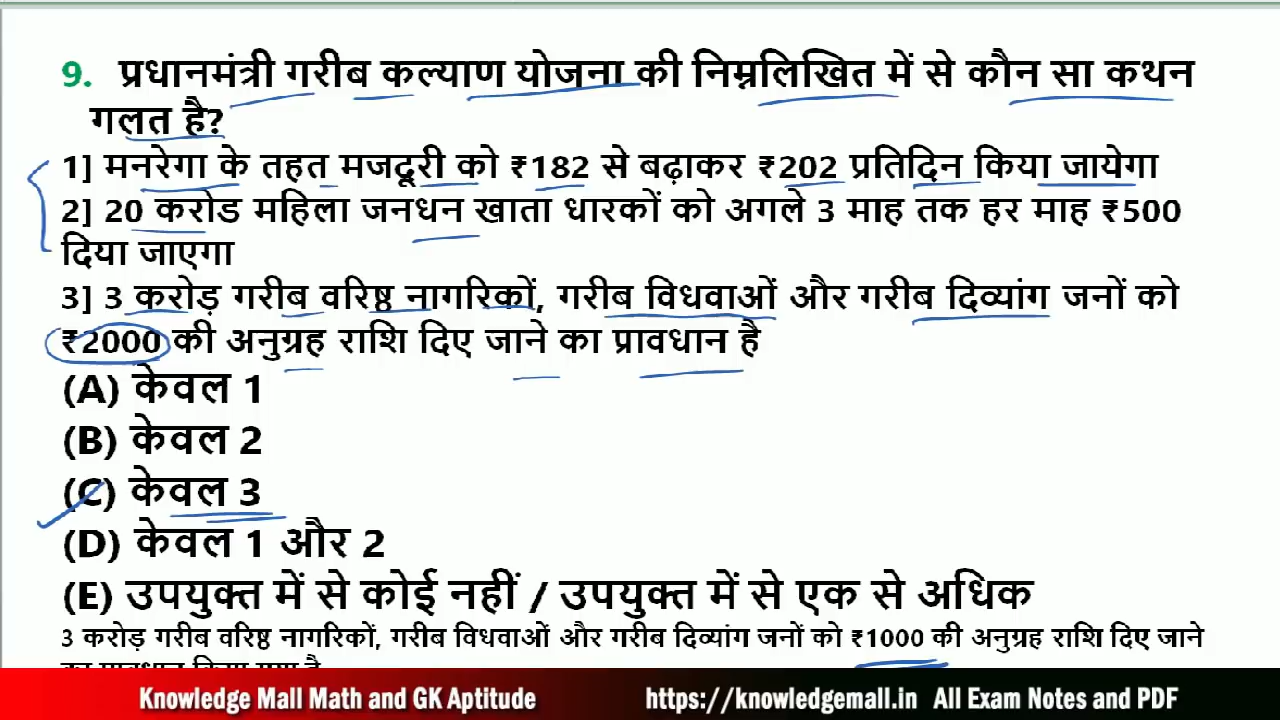 9. प्रधानमंत्री गरीब कल्याण योजना की निम्नलिखित में से कौन सा कथन
गलत है?
1] मनरेगा के तहत मजदूरी को ₹182 से बढ़ाकर ₹202 प्रतिदिन किया जायेगा
2] 20 करोड महिला जनधन खाता धारकों को अगले 3 माह तक हर माह ₹500
दिया जाएगा
3] 3 करोड़ गरीब वरिष्ठ नागरिकों, गरीब विधवाओं और गरीब दिव्यांग जनों को
₹2000 की अनुग्रह राशि दिए जाने का प्रावधान है
(A) केवल 1
(B) केवल 2
(C) केवल 3
(D) केवल 1 और 2
(E) उपयुक्त में से कोई नहीं / उपयुक्त में से एक से अधिक
3 करोड़ गरीब वरिष्ठ नागरिकों, गरीब विधवाओं और गरीब दिव्यांग जनों को ₹1000 की अनुग्रह राशि दिए जाने
Knowledge Mall Math and GK Aptitude https://knowledgemall.in All Exam Notes and PDF